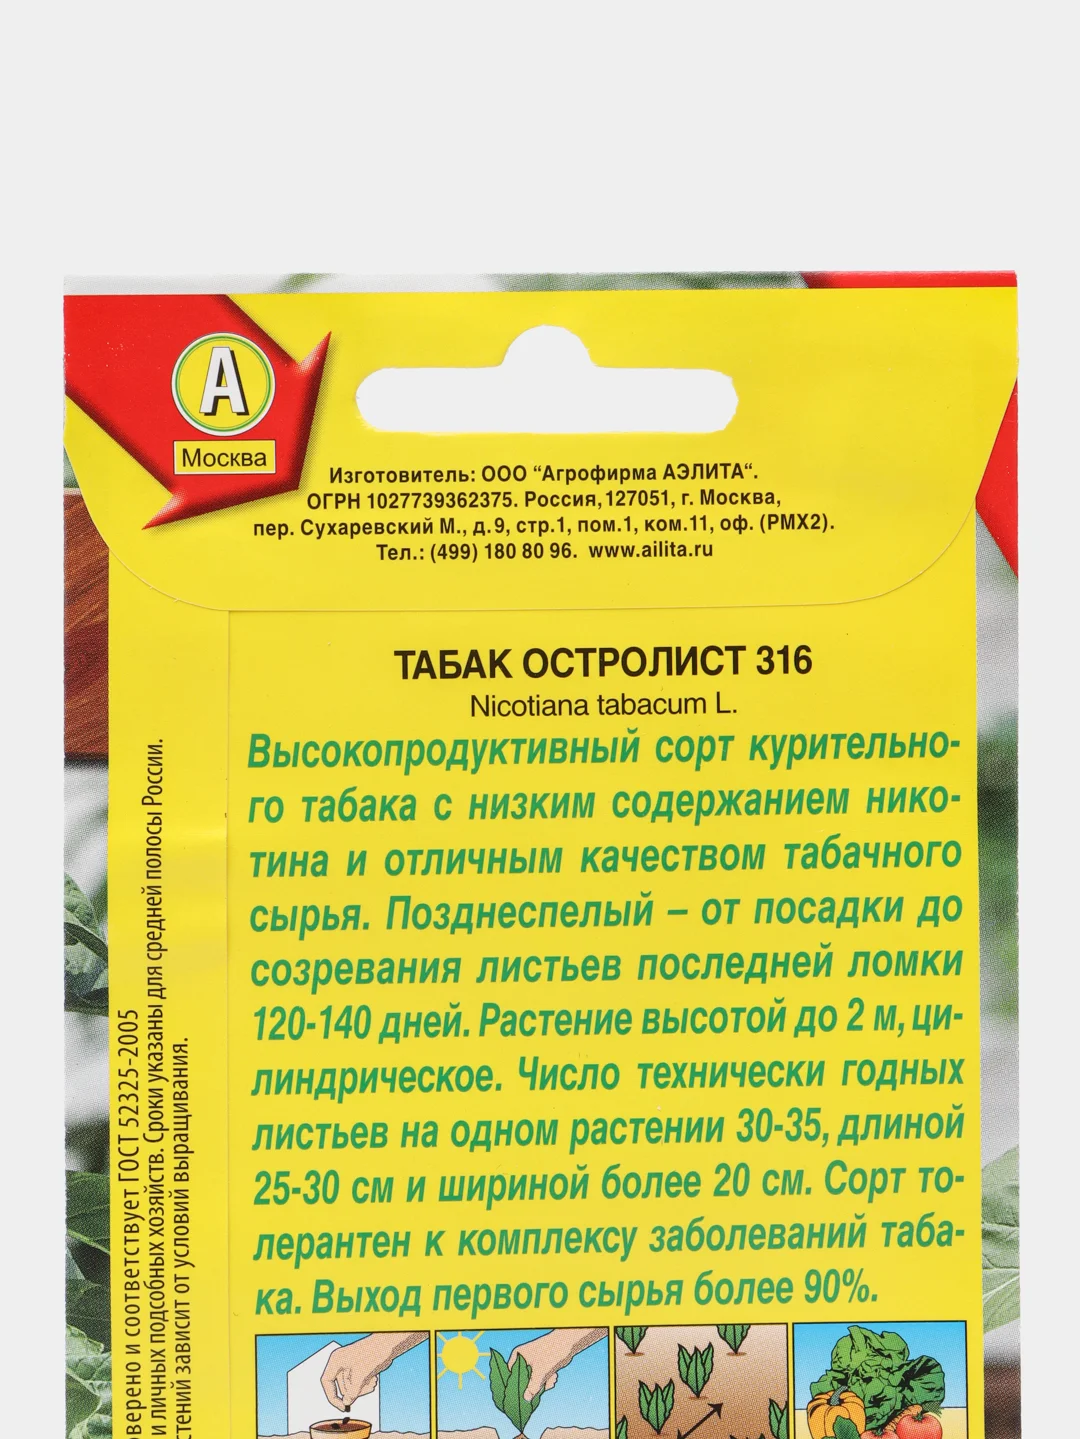 А
Москва
Изготовитель: ООО “Агрофирма АЭЛИТА“.
ОГРН 1027739362375. Россия, 127051, г. Москва,
пер. Сухаревский М., д.9, стр.1, пом.1, ком.11, оф. (РМХ2).
Тел.: (499) 180 80 96. www.ailita.ru
ТАБАК ОСТРОЛИСТ 316
Nicotiana tabacum L.
Высокопродуктивный сорт курительно-
го табака с низким содержанием нико-
тина и отличным качеством табачного
сырья. Позднеспелый – от посадки до
созревания листьев последней ломки
120-140 дней. Растение высотой до 2 м, ци-
линдрическое. Число технически годных
листьев на одном растении 30-35, длиной
25-30 см и шириной более 20 см. Сорт то-
лерантен к комплексу заболеваний таба-
ка. Выход первого сырья более 90%.
и соответствует ГОСТ 52325-2005
и личных подсобных хозяйств. Сроки указаны для средней полосы России.
зависит от условий выращивания.